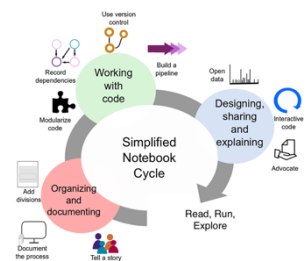 Use version
control
Build a
pipeline
Record
dependencies
Working
with
code
Modularize
code
Open
data
Designing,
sharing
and
explaining
Interactive
code
Advocate
Simplified
Notebook
Cycle
Add
divisions
Organizing
and
documenting
Read, Run,
Explore
Document
the process
Tell a story